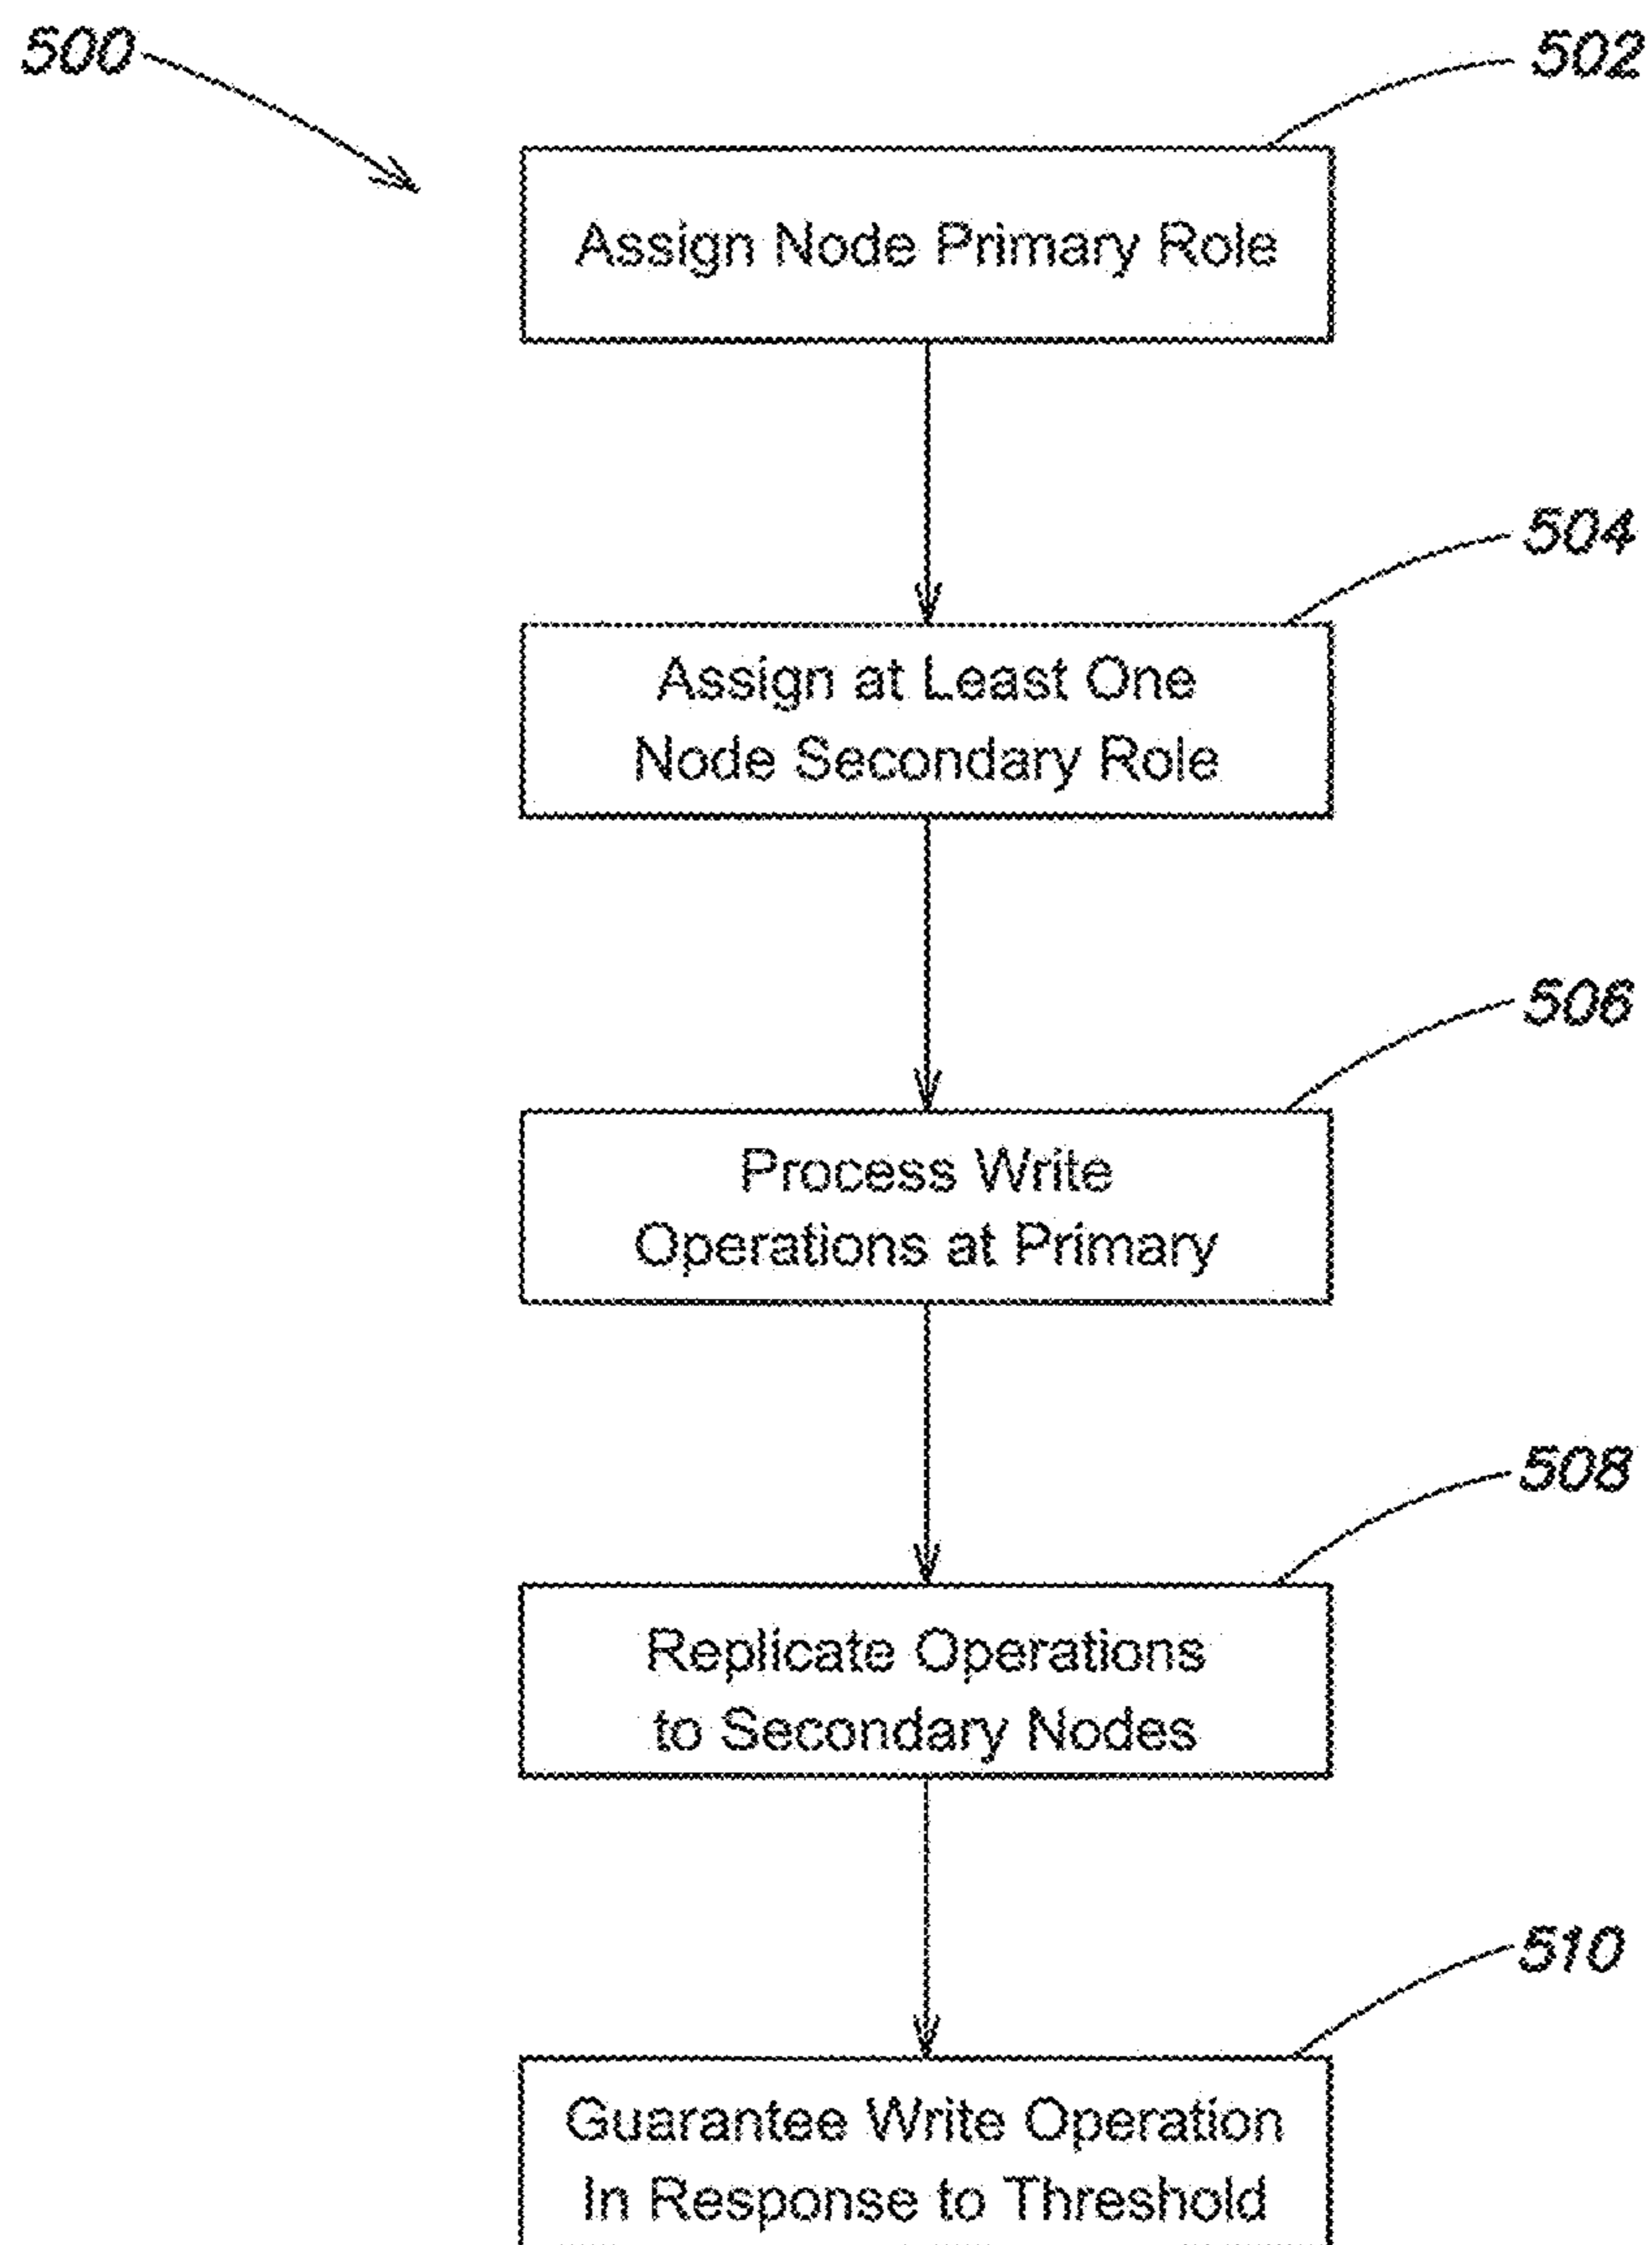 500
502
Assign Node Primary Role
504
Assign at Least One
Node Secondary Role
506
Process Write
Operations at Primary
508
Replicate Operations
to Secondary Nodes
510
Guarantee Write Operation
In Response to Threshold